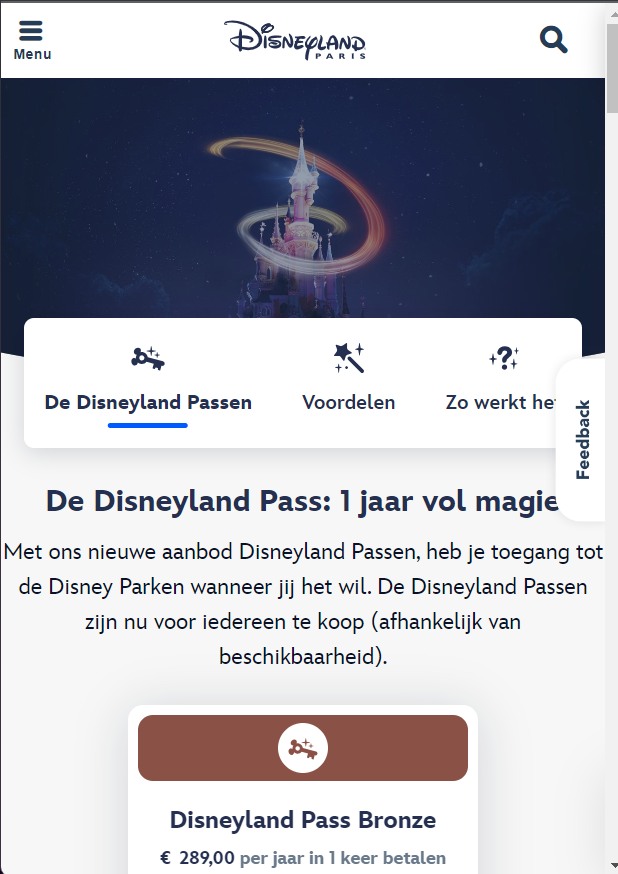 Menu
Disneyland
PARIS
De Disneyland Passen
Voordelen
Zo werkt het
Feedback
De Disneyland Pass: 1 jaar vol magie
Met ons nieuwe aanbod Disneyland Passen, heb je toegang tot
de Disney Parken wanneer jij het wil. De Disneyland Passen
zijn nu voor iedereen te koop (afhankelijk van
beschikbaarheid).
Disneyland Pass Bronze
€ 289,00 per jaar in 1 keer betalen